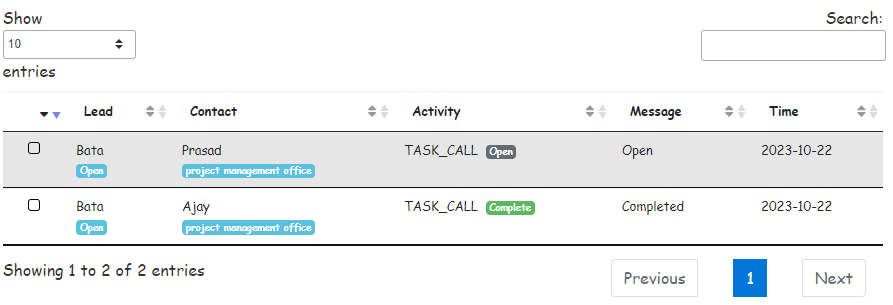 Show
Search:
10
entries
Lead Contact Activity Message Time
Bata Prasad TASK_CALL Open Open 2023-10-22
Open project management office
Bata Ajay TASK_CALL Complete Completed 2023-10-22
Open project management office
Showing 1 to 2 of 2 entries
Previous 1 Next